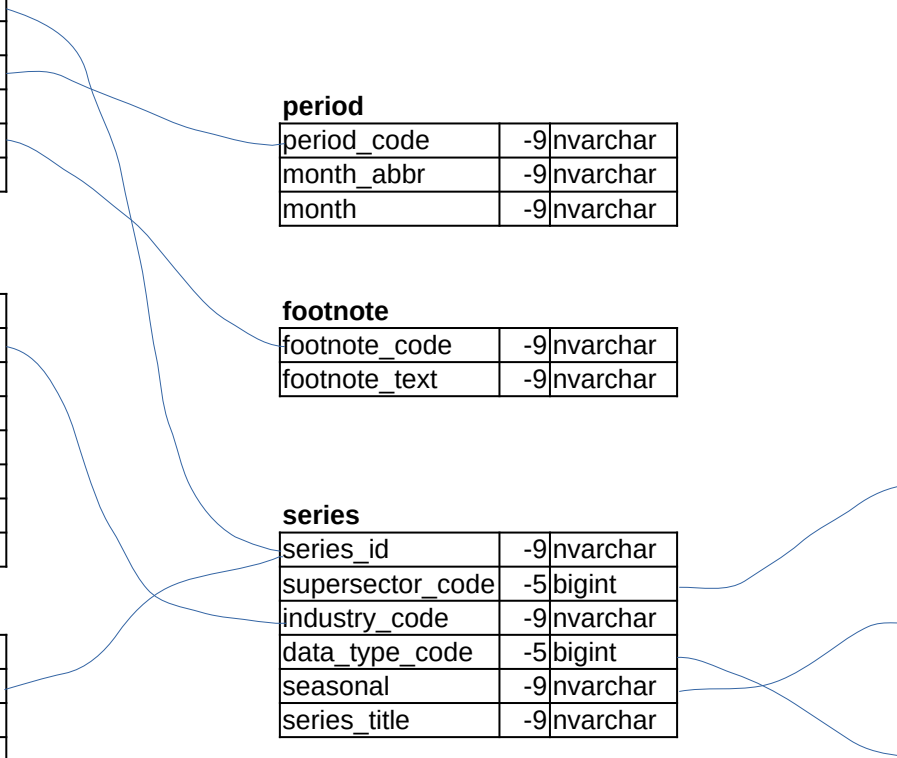 period
period_code -9 nvarchar
month_abbr -9 nvarchar
month -9 nvarchar
footnote
footnote_code -9 nvarchar
footnote_text -9 nvarchar
series
series_id -9 nvarchar
supersector_code -5 bigint
industry_code -9 nvarchar
data_type_code -5 bigint
seasonal -9 nvarchar
series_title -9 nvarchar